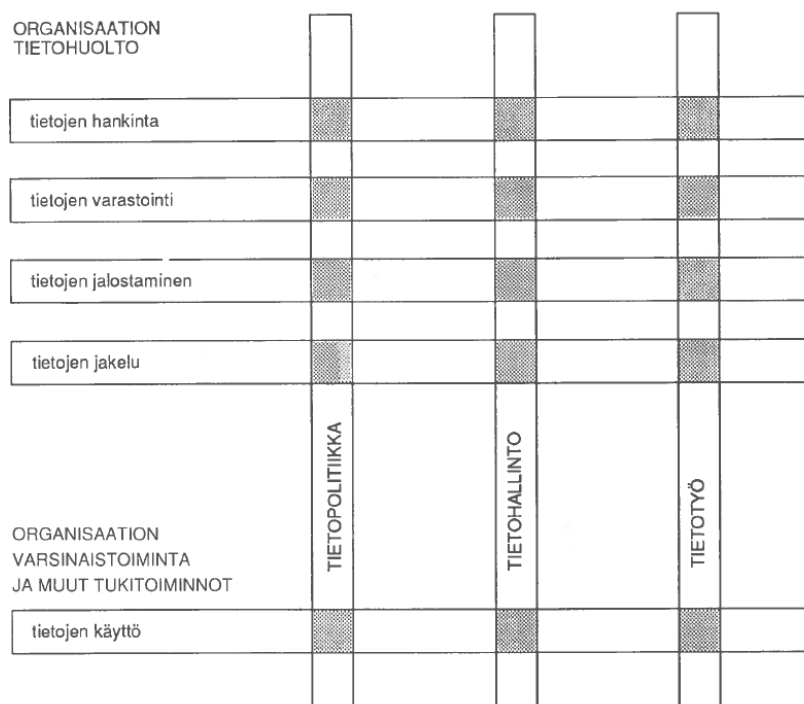 ORGANISAATION
TIETOHUOLTO
tietojen hankinta
tietojen varastointi
tietojen jalostaminen
tietojen jakelu
TIETOPOLITIIKKA
TIETOHALLINTO
TIETOTYÖ
ORGANISAATION
VARSINAISTOIMINTA
JA MUUT TUKITOIMINNOT
tietojen käyttö